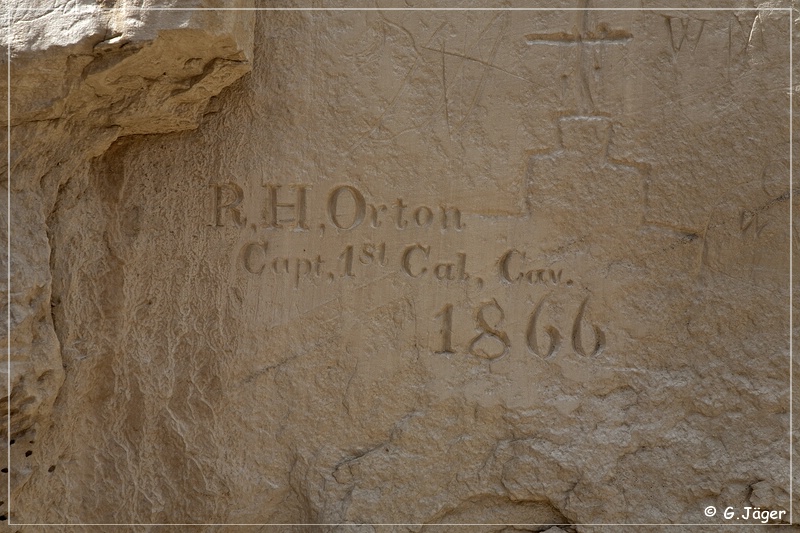 R. H. Orton
Capt. 1st Cal. Cav.
1866
© G.Jäger